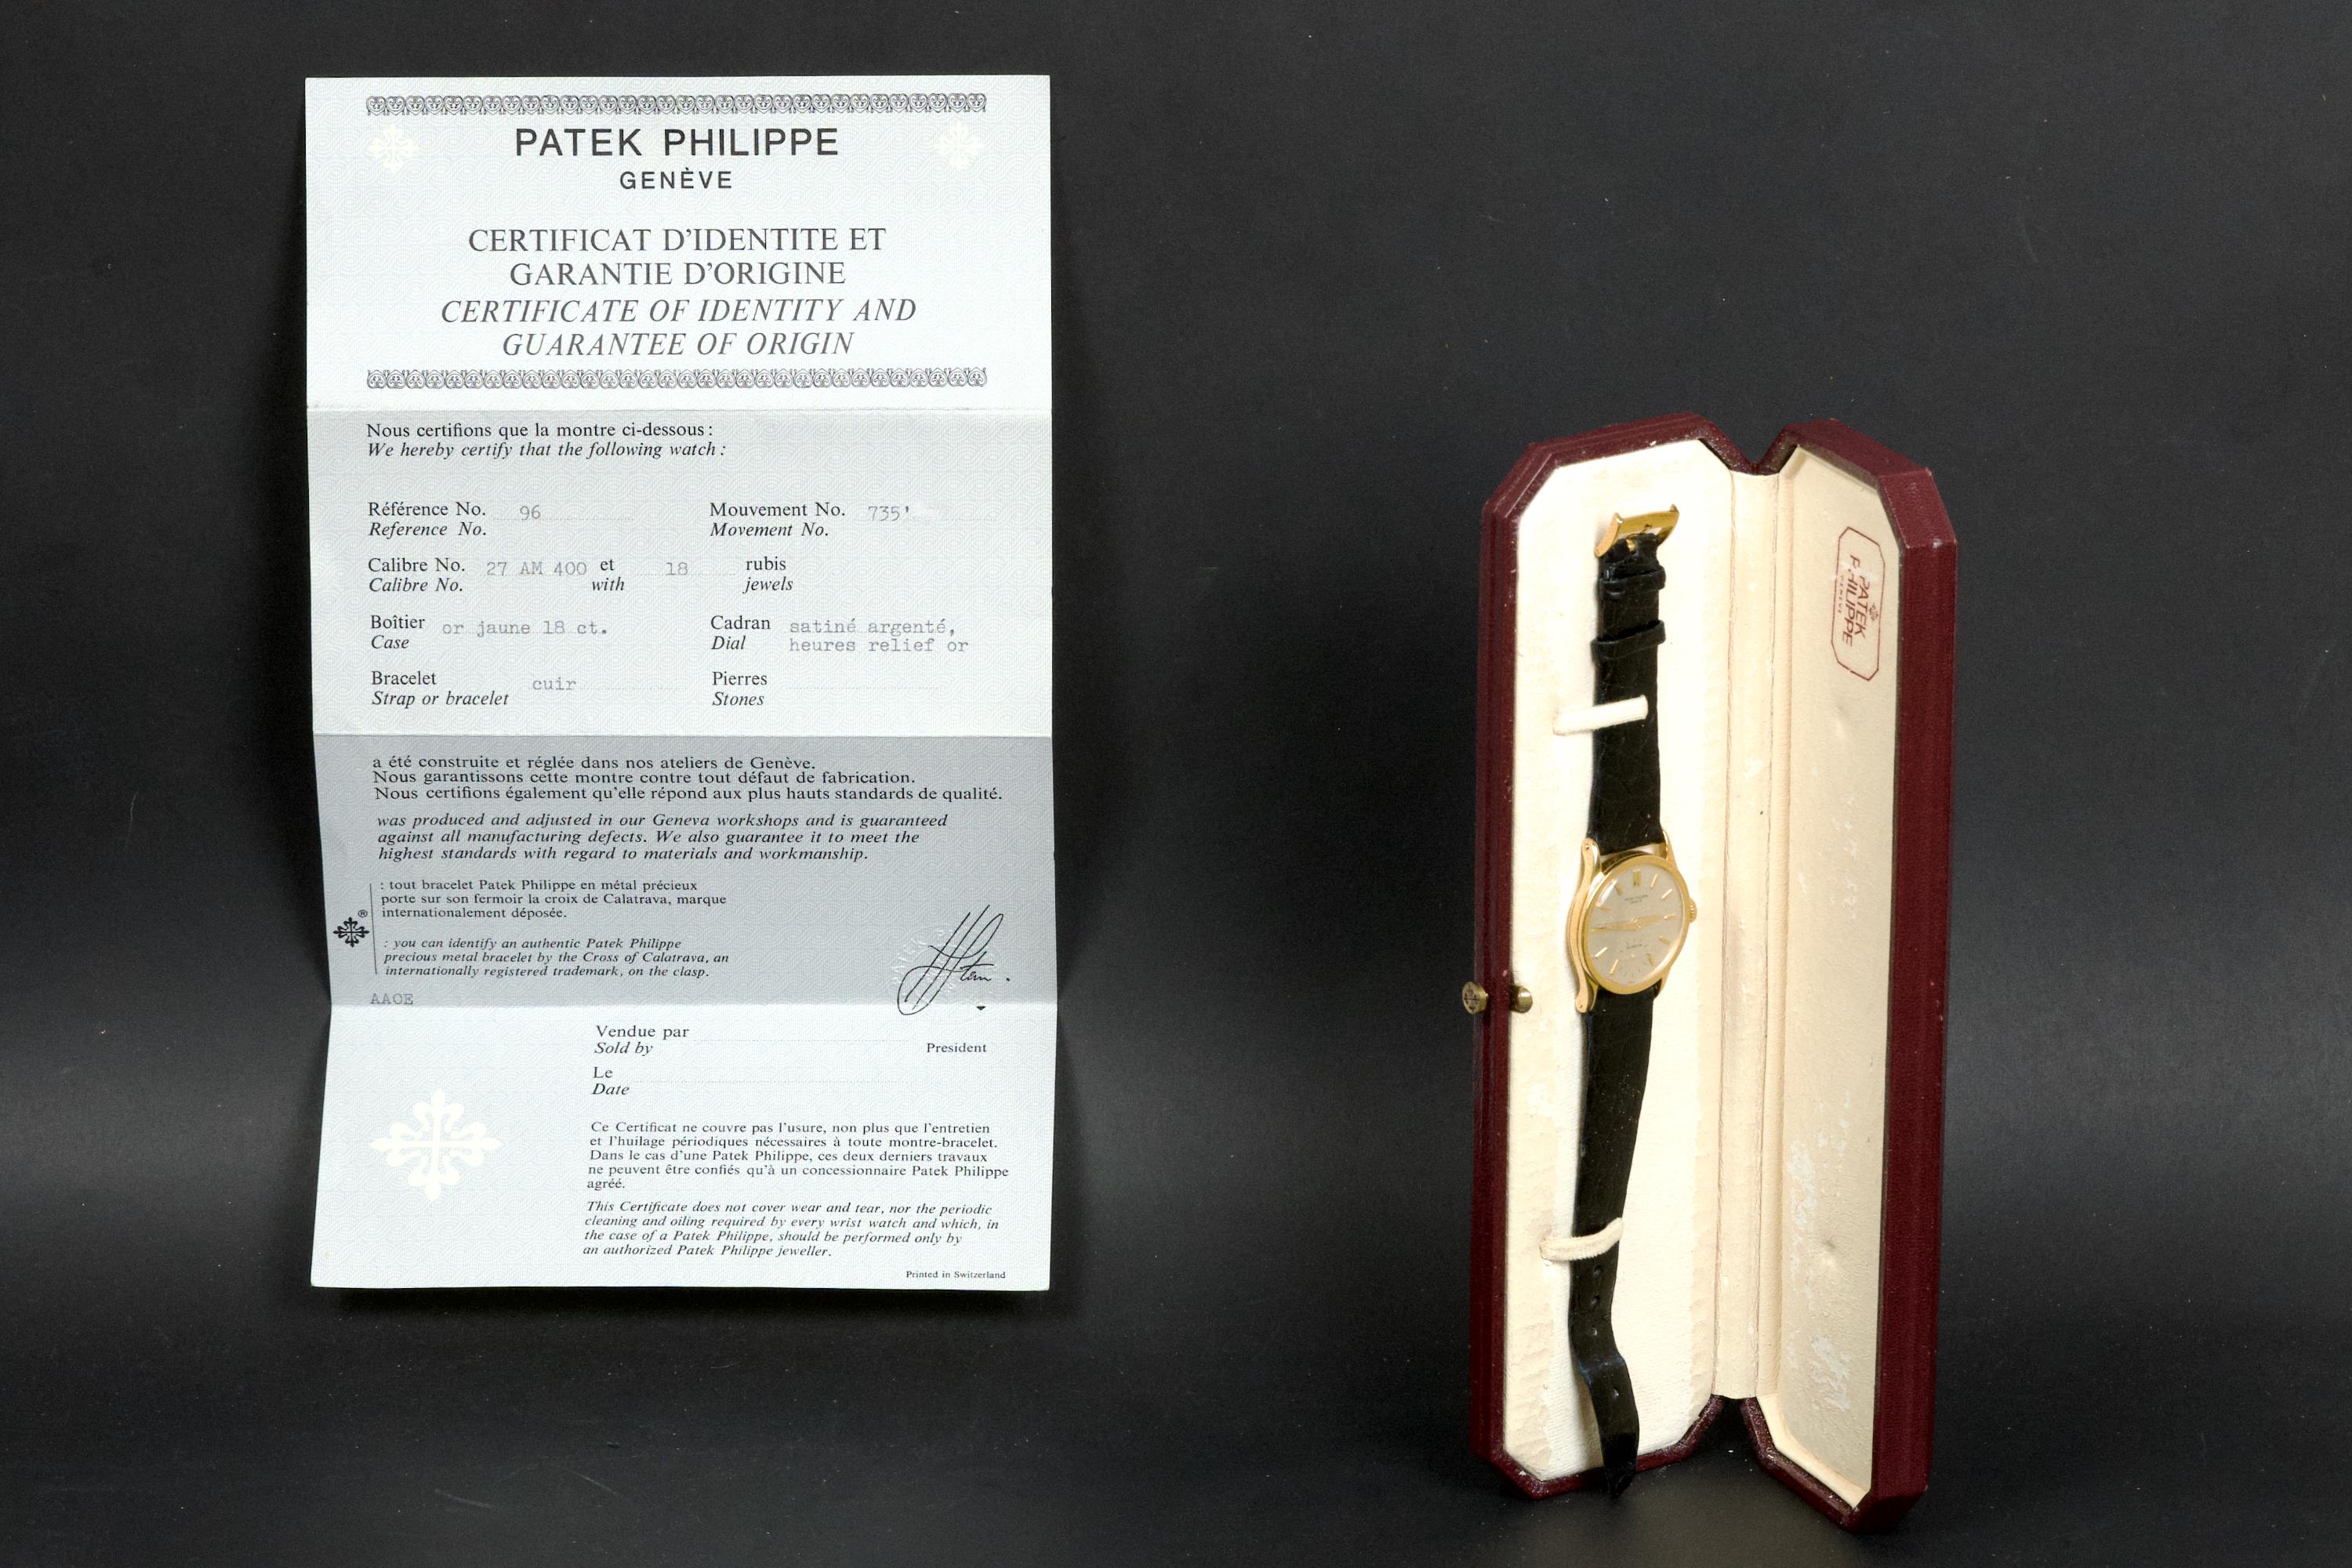 PATEK PHILIPPE
GENÈVE
CERTIFICAT D'IDENTITE ET
GARANTIE D'ORIGINE
CERTIFICATE OF IDENTITY AND
GUARANTEE OF ORIGIN
Nous certifions que la montre ci-dessous :
We hereby certify that the following watch :
Référence No. 96 Mouvement No. 735
Reference No. Movement No.
Calibre No. 27 AM 400 et 18 rubis
Calibre No. with jewels
Boîtier or jaune 18 ct. Cadran satiné argenté,
Case Dial heures relief or
Bracelet cuir Pierres
Strap or bracelet Stones
a été construite et réglée dans nos ateliers de Genève.
Nous garantissons cette montre contre tout défaut de fabrication.
Nous certifions également qu'elle répond aux plus hauts standards de qualité.
was produced and adjusted in our Geneva workshops and is guaranteed
against all manufacturing defects. We also guarantee it to meet the
highest standards with regard to materials and workmanship.
: tout bracelet Patek Philippe en métal précieux
porte sur son fermoir la croix de Calatrava, marque
internationalement déposée.
®
: you can identify an authentic Patek Philippe
precious metal bracelet by the Cross of Calatrava, an
internationally registered trademark, on the clasp.
AAOE
Vendue par
Sold by President
Le
Date
Ce Certificat ne couvre pas l'usure, non plus que l'entretien
et l'huilage périodiques nécessaires à toute montre-bracelet.
Dans le cas d'une Patek Philippe, ces deux derniers travaux
ne peuvent être confiés qu'à un concessionnaire Patek Philippe
agréé.
This Certificate does not cover wear and tear, nor the periodic
cleaning and oiling required by every wrist watch and which, in
the case of a Patek Philippe, should be performed only by
an authorized Patek Philippe jeweller.
Printed in Switzerland
PATEK
PHILIPPE